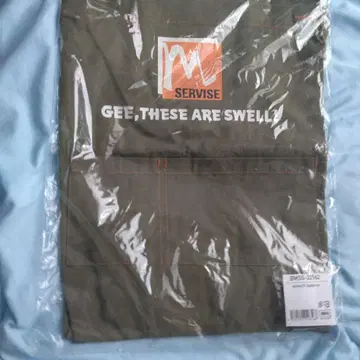 M
SERVISE
GEE,THESE ARE SWELL?